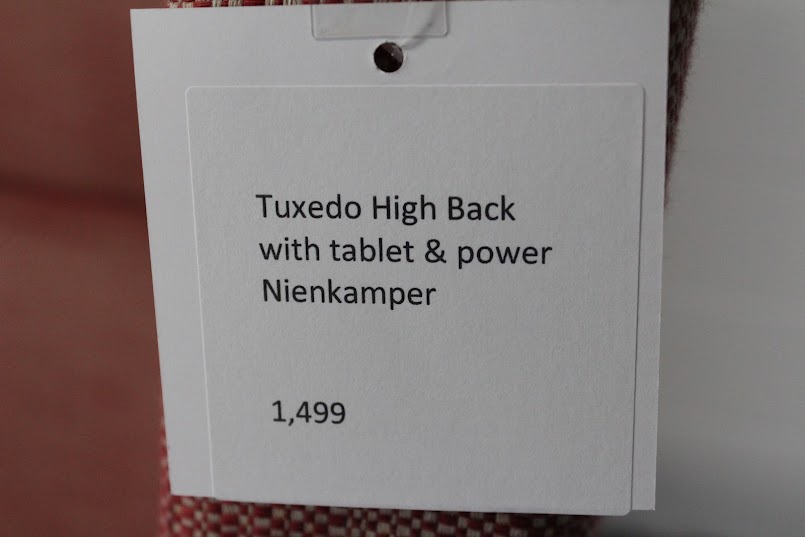 Tuxedo High Back
with tablet & power
Nienkamper
1,499